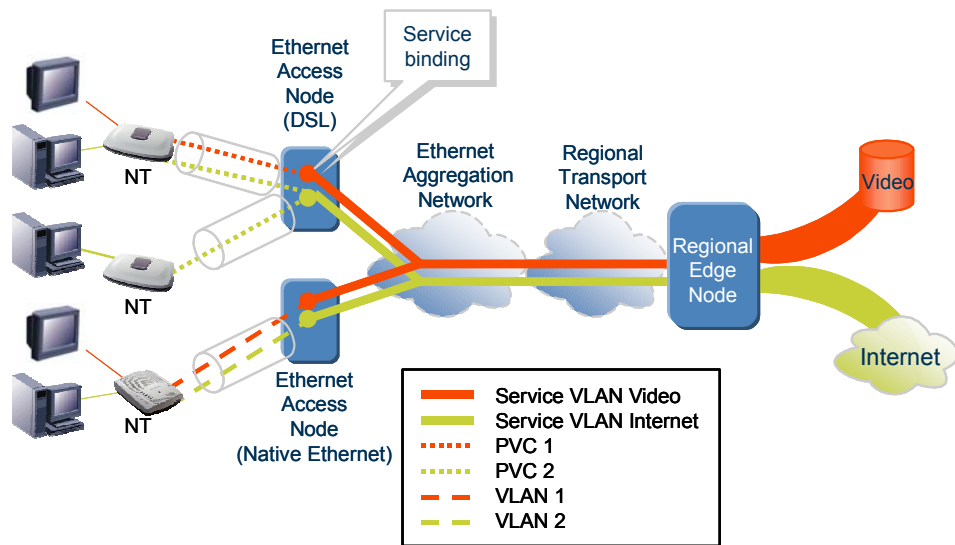 Ethernet
Access
Node
(DSL)
Service
binding
NT
Ethernet
Aggregation
Network
Regional
Transport
Network
Video
Regional
Edge
Node
NT
Internet
NT
Ethernet
Access
Node
(Native Ethernet)
Service VLAN Video
Service VLAN Internet
PVC 1
PVC 2
VLAN 1
VLAN 2